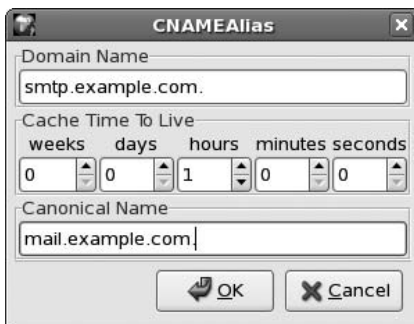 CNAMEAlias
Domain Name
smtp.example.com.
Cache Time To Live
weeks days hours minutes seconds
0 0 1 0 0
Canonical Name
mail.example.com.
OK Cancel